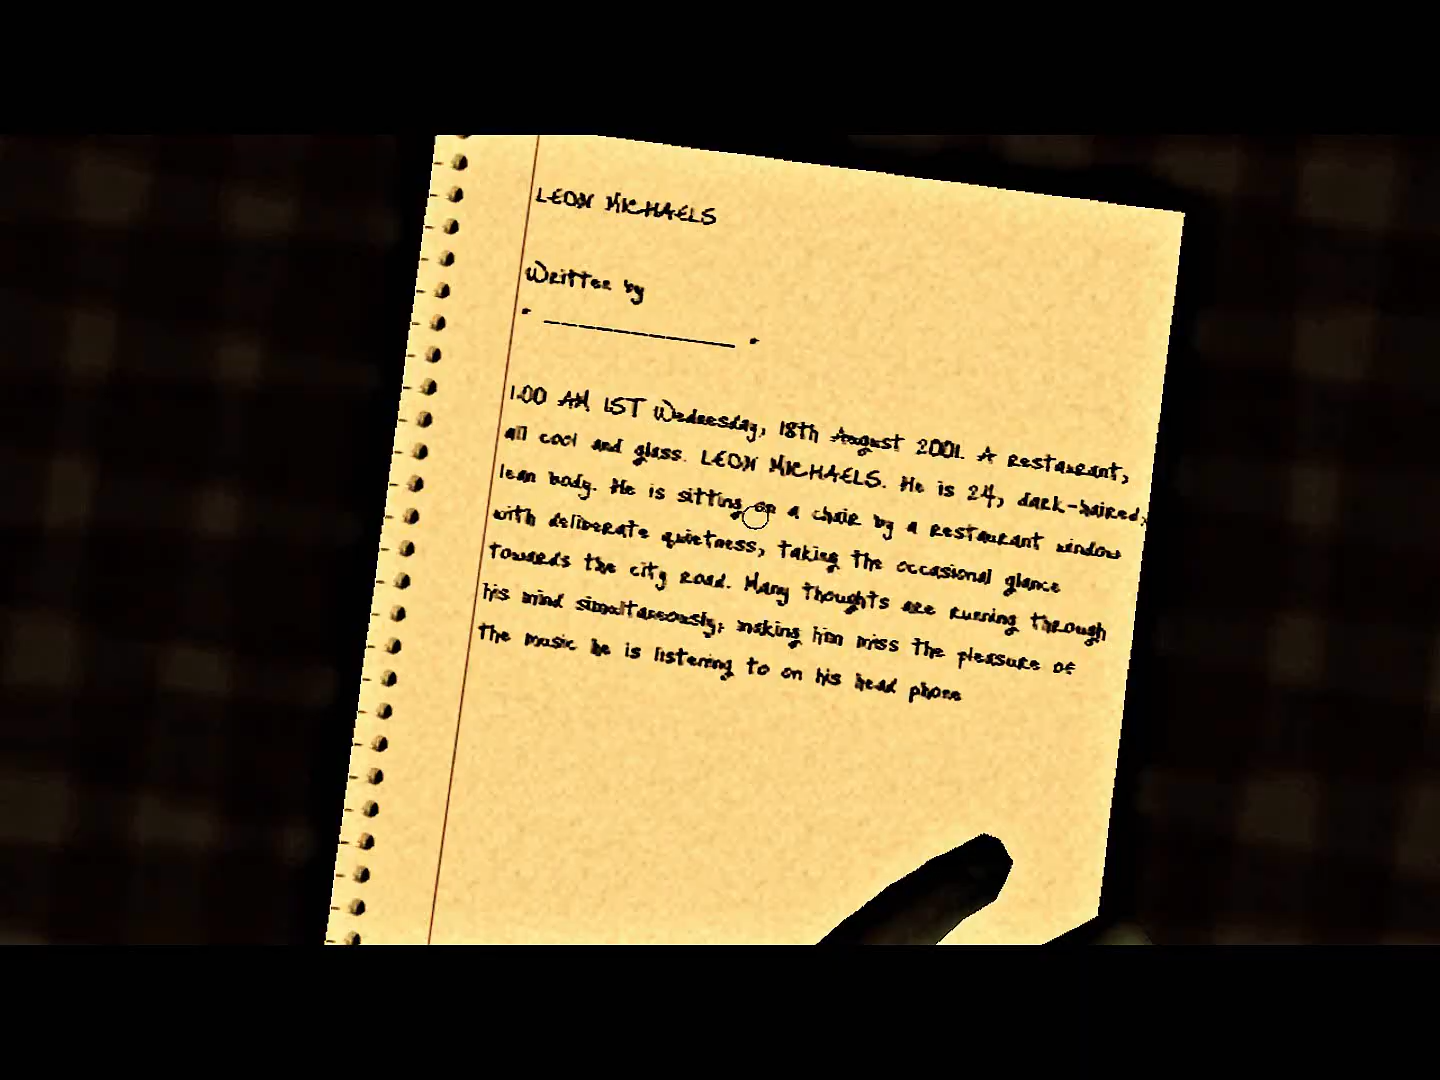 LEON MICHAELS
Written by
" __________ "
1.00 AM IST Wednesday, 18th August 2001. A restaurant,
all cool and glass. LEON MICHAELS. He is 24, dark-haired;
lean body. He is sitting on a chair by a restaurant window
with deliberate quietness, taking the occasional glance
towards the city road. Many thoughts are running through
his mind simultaneously; making him miss the pleasure of
the music he is listening to on his head phone